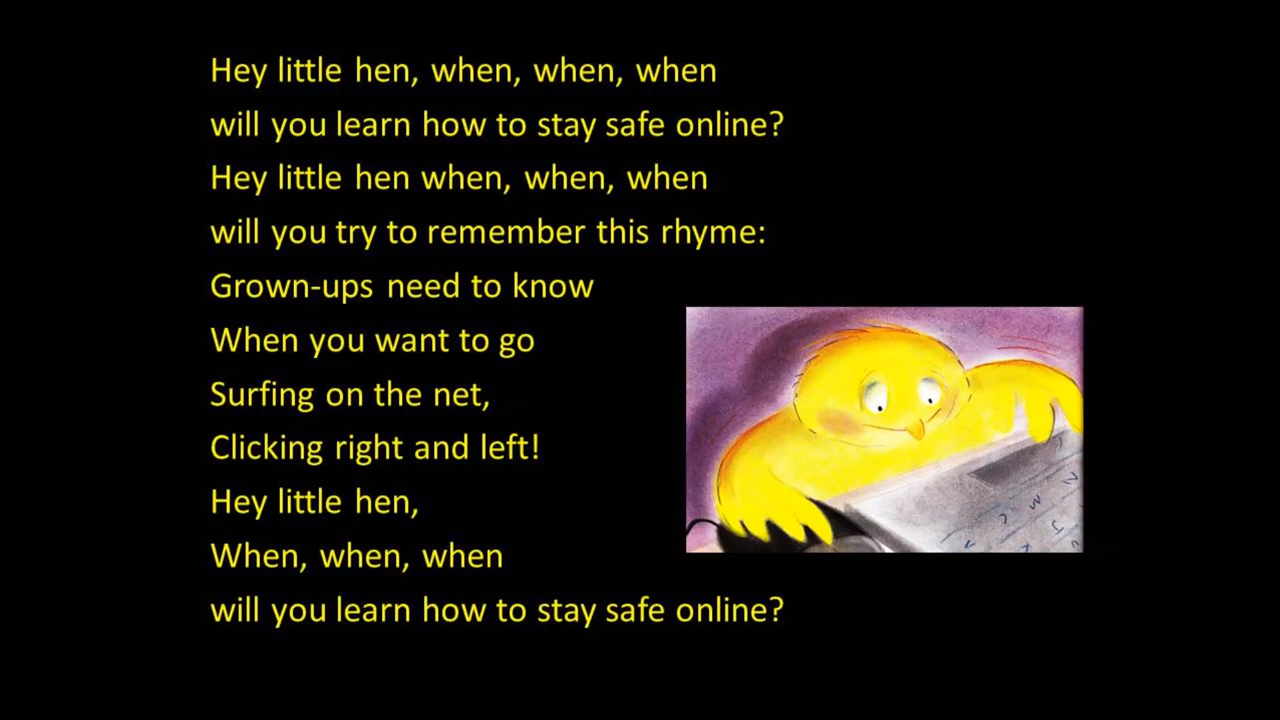 Hey little hen, when, when, when
will you learn how to stay safe online?
Hey little hen when, when, when
will you try to remember this rhyme:
Grown-ups need to know
When you want to go
Surfing on the net,
Clicking right and left!
Hey little hen,
When, when, when
will you learn how to stay safe online?